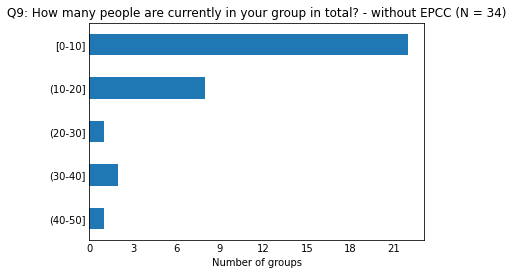 Q9: How many people are currently in your group in total? - without EPCC (N = 34)
[0-10]
(10-20]
(20-30]
(30-40]
(40-50]
0 3 6 9 12 15 18 21
Number of groups